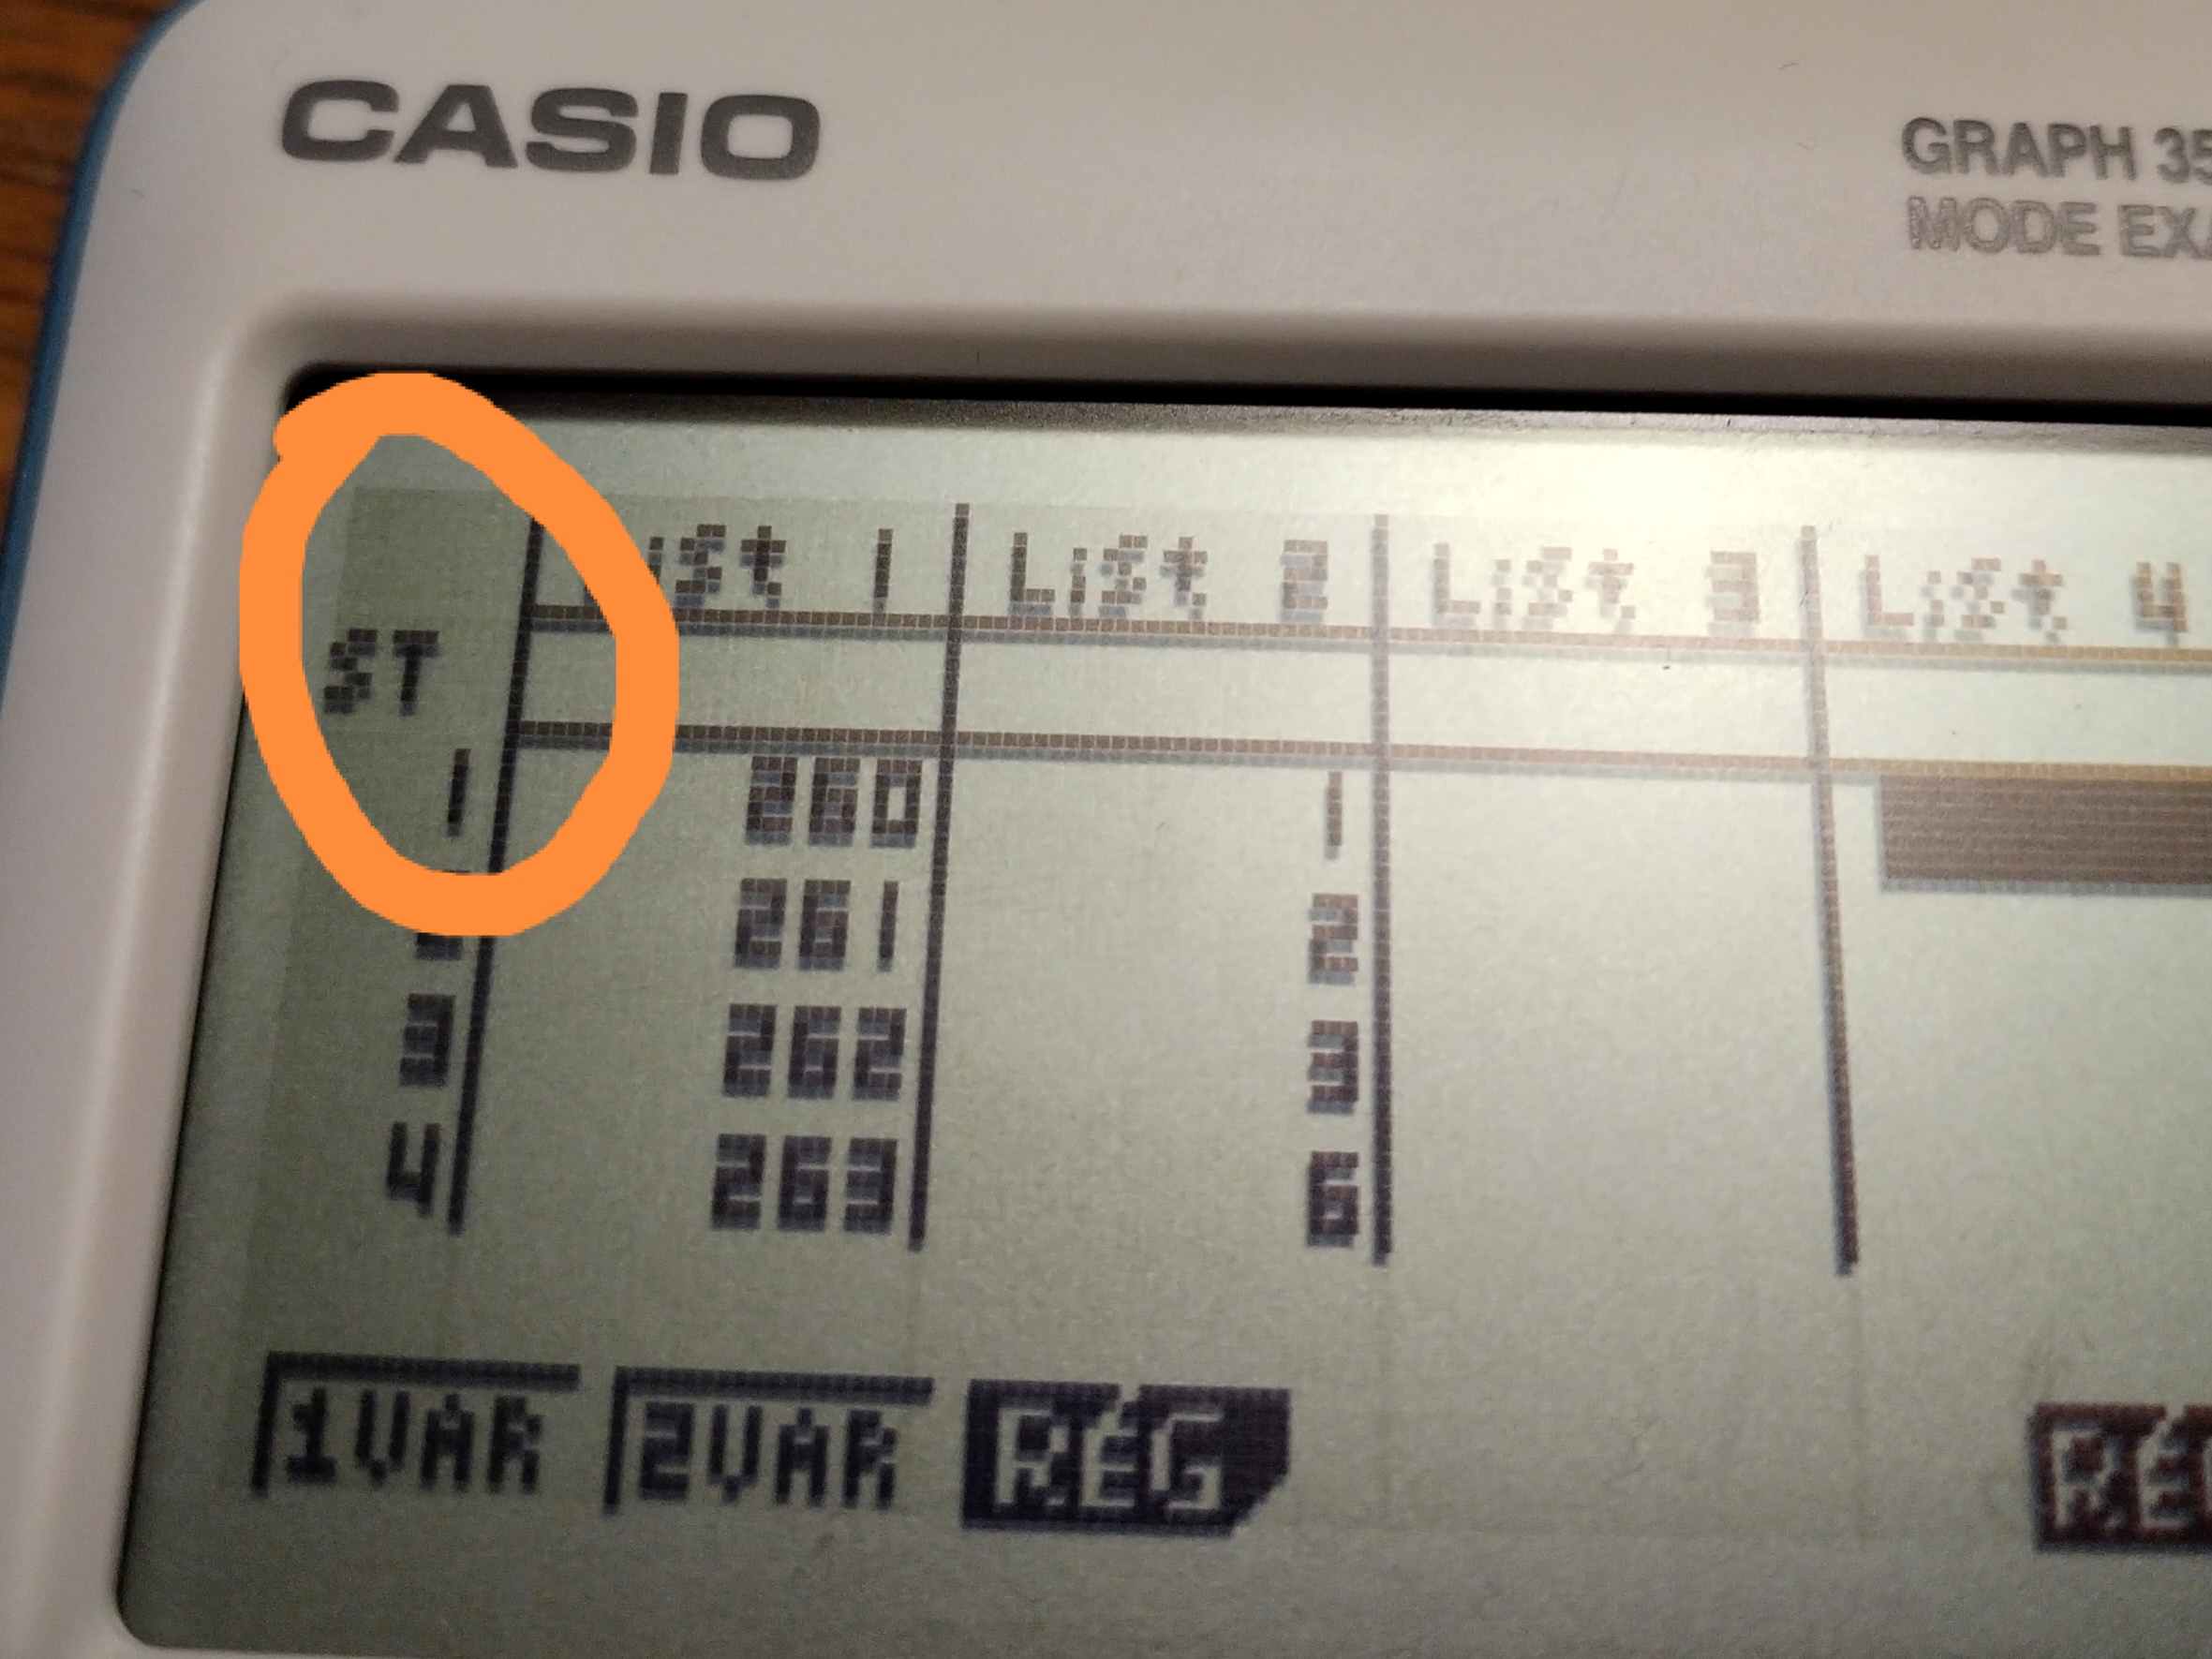 CASIO
GRAPH 35
MODE EXA
List 1 List 2 List 3 List 4
ST
1 260 1
2 261 2
3 262 3
4 263 6
1VAR 2VAR REG